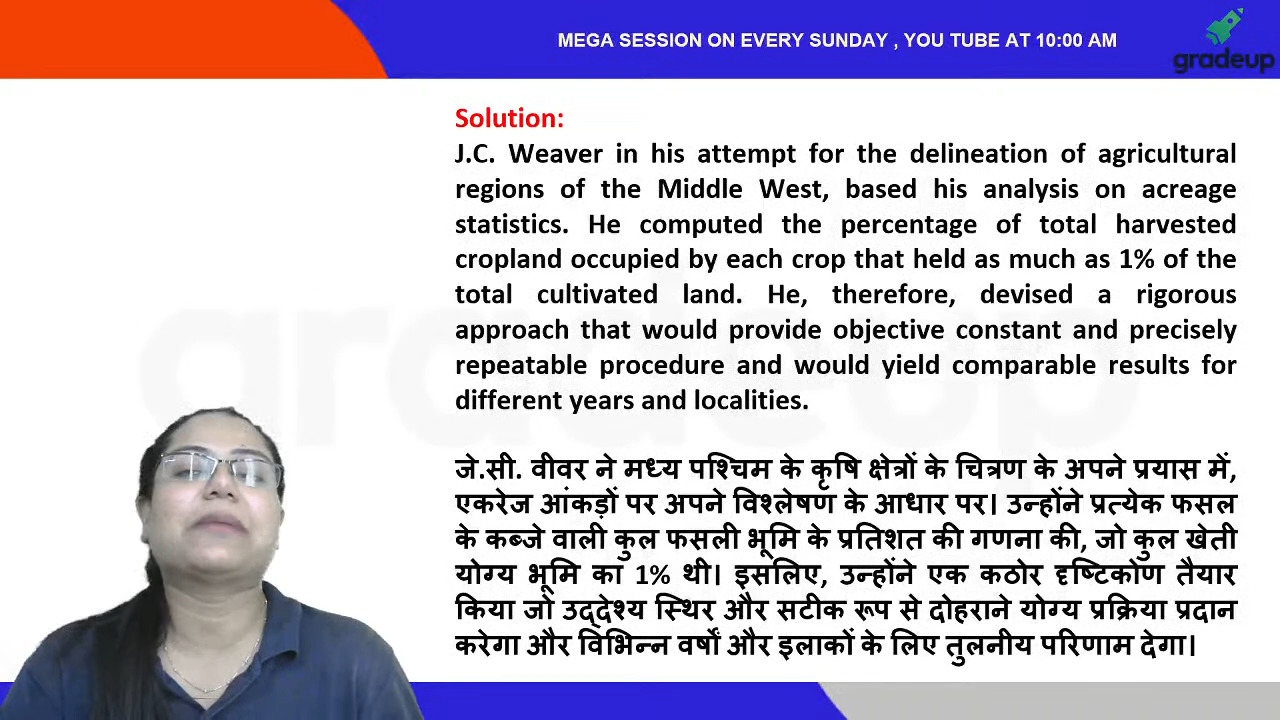 MEGA SESSION ON EVERY SUNDAY , YOU TUBE AT 10:00 AM
gradeup
Solution:
J.C. Weaver in his attempt for the delineation of agricultural
regions of the Middle West, based his analysis on acreage
statistics. He computed the percentage of total harvested
cropland occupied by each crop that held as much as 1% of the
total cultivated land. He, therefore, devised a rigorous
approach that would provide objective constant and precisely
repeatable procedure and would yield comparable results for
different years and localities.
जे.सी. वीवर ने मध्य पश्चिम के कृषि क्षेत्रों के चित्रण के अपने प्रयास में,
एकरेज आंकड़ों पर अपने विश्लेषण के आधार पर। उन्होंने प्रत्येक फसल
के कब्जे वाली कुल फसली भूमि के प्रतिशत की गणना की, जो कुल खेती
योग्य भूमि का 1% थी। इसलिए, उन्होंने एक कठोर दृष्टिकोण तैयार
किया जो उद्देश्य स्थिर और सटीक रूप से दोहराने योग्य प्रक्रिया प्रदान
करेगा और विभिन्न वर्षों और इलाकों के लिए तुलनीय परिणाम देगा।
gradeup